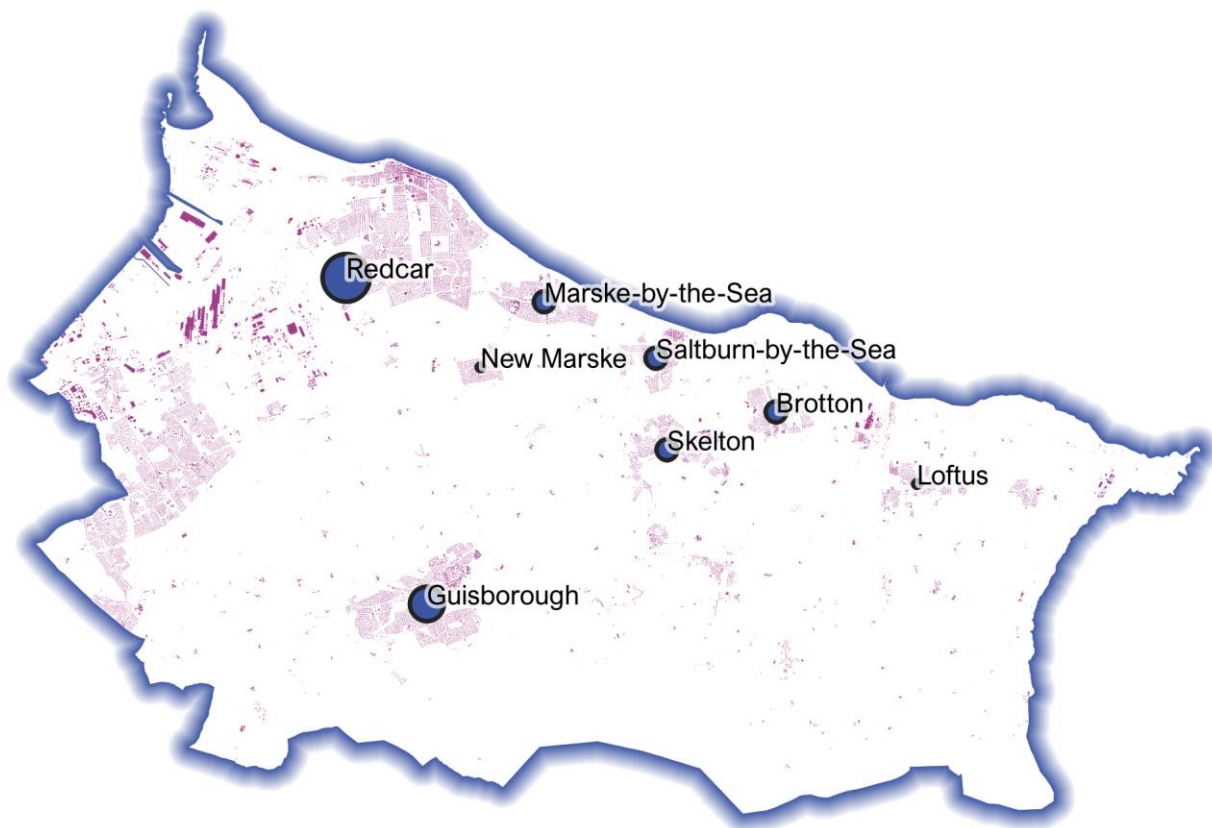 Redcar
Marske-by-the-Sea
New Marske
Saltburn-by-the-Sea
Brotton
Skelton
Loftus
Guisborough